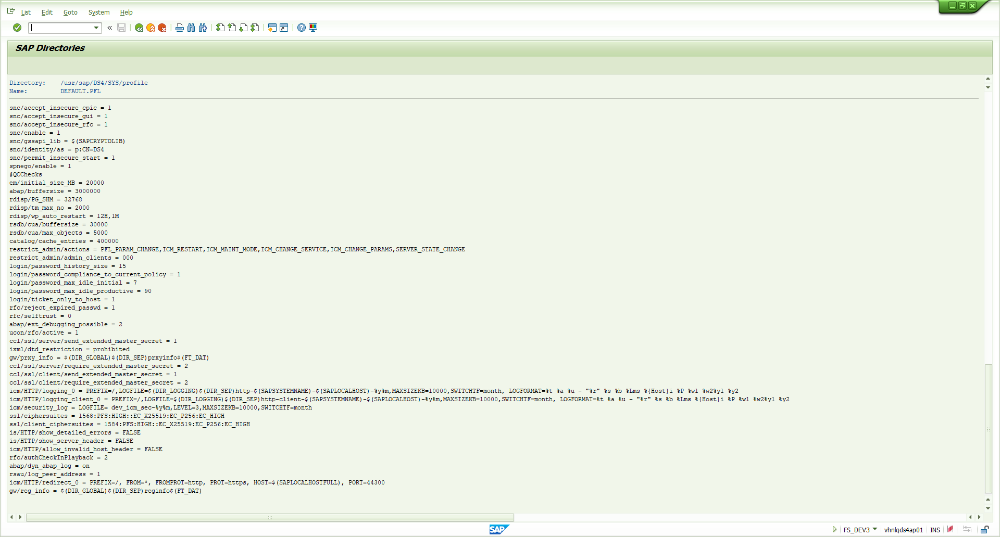 List Edit Goto System Help
SAP Directories
Directory: /usr/sap/DS4/SYS/profile
Name: DEFAULT.PFL
snc/accept_insecure_cpic = 1
snc/accept_insecure_gui = 1
snc/accept_insecure_rfc = 1
snc/enable = 1
snc/gssapi_lib = $(SAPCRYPTOLIB)
snc/identity/as = p:CN=DS4
snc/permit_insecure_start = 1
spnego/enable = 1
#QCChecks
em/initial_size_MB = 20000
abap/buffersize = 3000000
rdisp/PG_SHM = 32768
rdisp/tm_max_no = 2000
rdisp/wp_auto_restart = 12H,1M
rsdb/cua/buffersize = 30000
rsdb/cua/max_objects = 5000
catalog/cache_entries = 400000
restrict_admin/actions = PFL_PARAM_CHANGE,ICM_RESTART,ICM_MAINT_MODE,ICM_CHANGE_SERVICE,ICM_CHANGE_PARAMS,SERVER_STATE_CHANGE
restrict_admin/admin_clients = 000
login/password_history_size = 15
login/password_compliance_to_current_policy = 1
login/password_max_idle_initial = 7
login/password_max_idle_productive = 90
login/ticket_only_to_host = 1
rfc/reject_expired_passwd = 1
rfc/selftrust = 0
abap/ext_debugging_possible = 2
ucon/rfc/active = 1
ccl/ssl/server/send_extended_master_secret = 1
ixml/dtd_restriction = prohibited
gw/prxy_info = $(DIR_GLOBAL)$(DIR_SEP)prxyinfo$(FT_DAT)
ccl/ssl/server/require_extended_master_secret = 2
ccl/ssl/client/send_extended_master_secret = 1
ccl/ssl/client/require_extended_master_secret = 2
icm/HTTP/logging_0 = PREFIX=/,LOGFILE=$(DIR_LOGGING)$(DIR_SEP)http-$(SAPSYSTEMNAME)-$(SAPLOCALHOST)-%y%m,MAXSIZEKB=10000,SWITCHTF=month, LOGFORMAT=%t %a %u - "%r" %s %b %Lms %{Host}i %P %w1 %w2%y1 %y2
icm/HTTP/logging_client_0 = PREFIX=/,LOGFILE=$(DIR_LOGGING)$(DIR_SEP)http-client-$(SAPSYSTEMNAME)-$(SAPLOCALHOST)-%y%m,MAXSIZEKB=10000,SWITCHTF=month, LOGFORMAT=%t %a %u - "%r" %s %b %Lms %{Host}i %P %w1 %w2%y1 %y2
icm/security_log = LOGFILE= dev_icm_sec-%y%m,LEVEL=3,MAXSIZEKB=10000,SWITCHTF=month
ssl/ciphersuites = 1568:PFS:HIGH::EC_X25519:EC_P256:EC_HIGH
ssl/client_ciphersuites = 1584:PFS:HIGH::EC_X25519:EC_P256:EC_HIGH
is/HTTP/show_detailed_errors = FALSE
is/HTTP/show_server_header = FALSE
icm/HTTP/allow_invalid_host_header = FALSE
rfc/authCheckInPlayback = 2
abap/dyn_abap_log = on
rsau/log_peer_address = 1
icm/HTTP/redirect_0 = PREFIX=/, FROM=*, FROMPROT=http, PROT=https, HOST=$(SAPLOCALHOSTFULL), PORT=44300
gw/reg_info = $(DIR_GLOBAL)$(DIR_SEP)reginfo$(FT_DAT)
SAP FS_DEV3 vhnlqds4ap01 INS